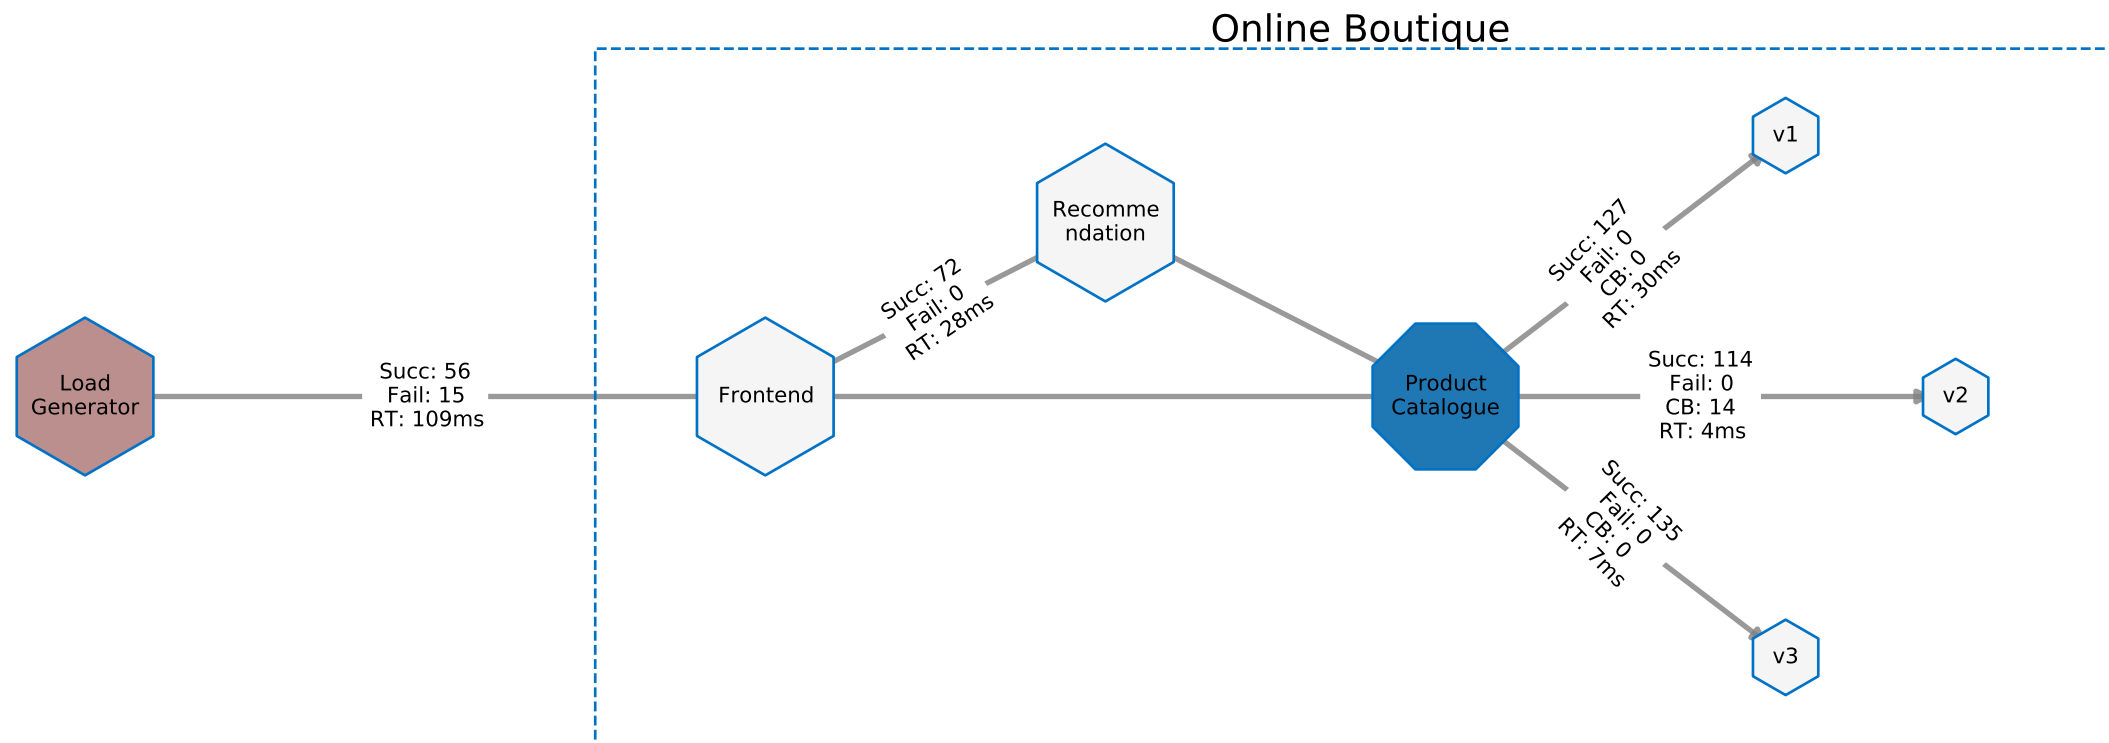 Online Boutique
v1
Recomme
ndation
Succ: 127
Fail: 0
CB: 0
RT: 30ms
Succ: 72
Fail: 0
RT: 28ms
Load
Generator
Succ: 56
Fail: 15
RT: 109ms
Frontend
Product
Catalogue
Succ: 114
Fail: 0
CB: 14
RT: 4ms
v2
Succ: 135
Fail: 0
CB: 0
RT: 7ms
v3